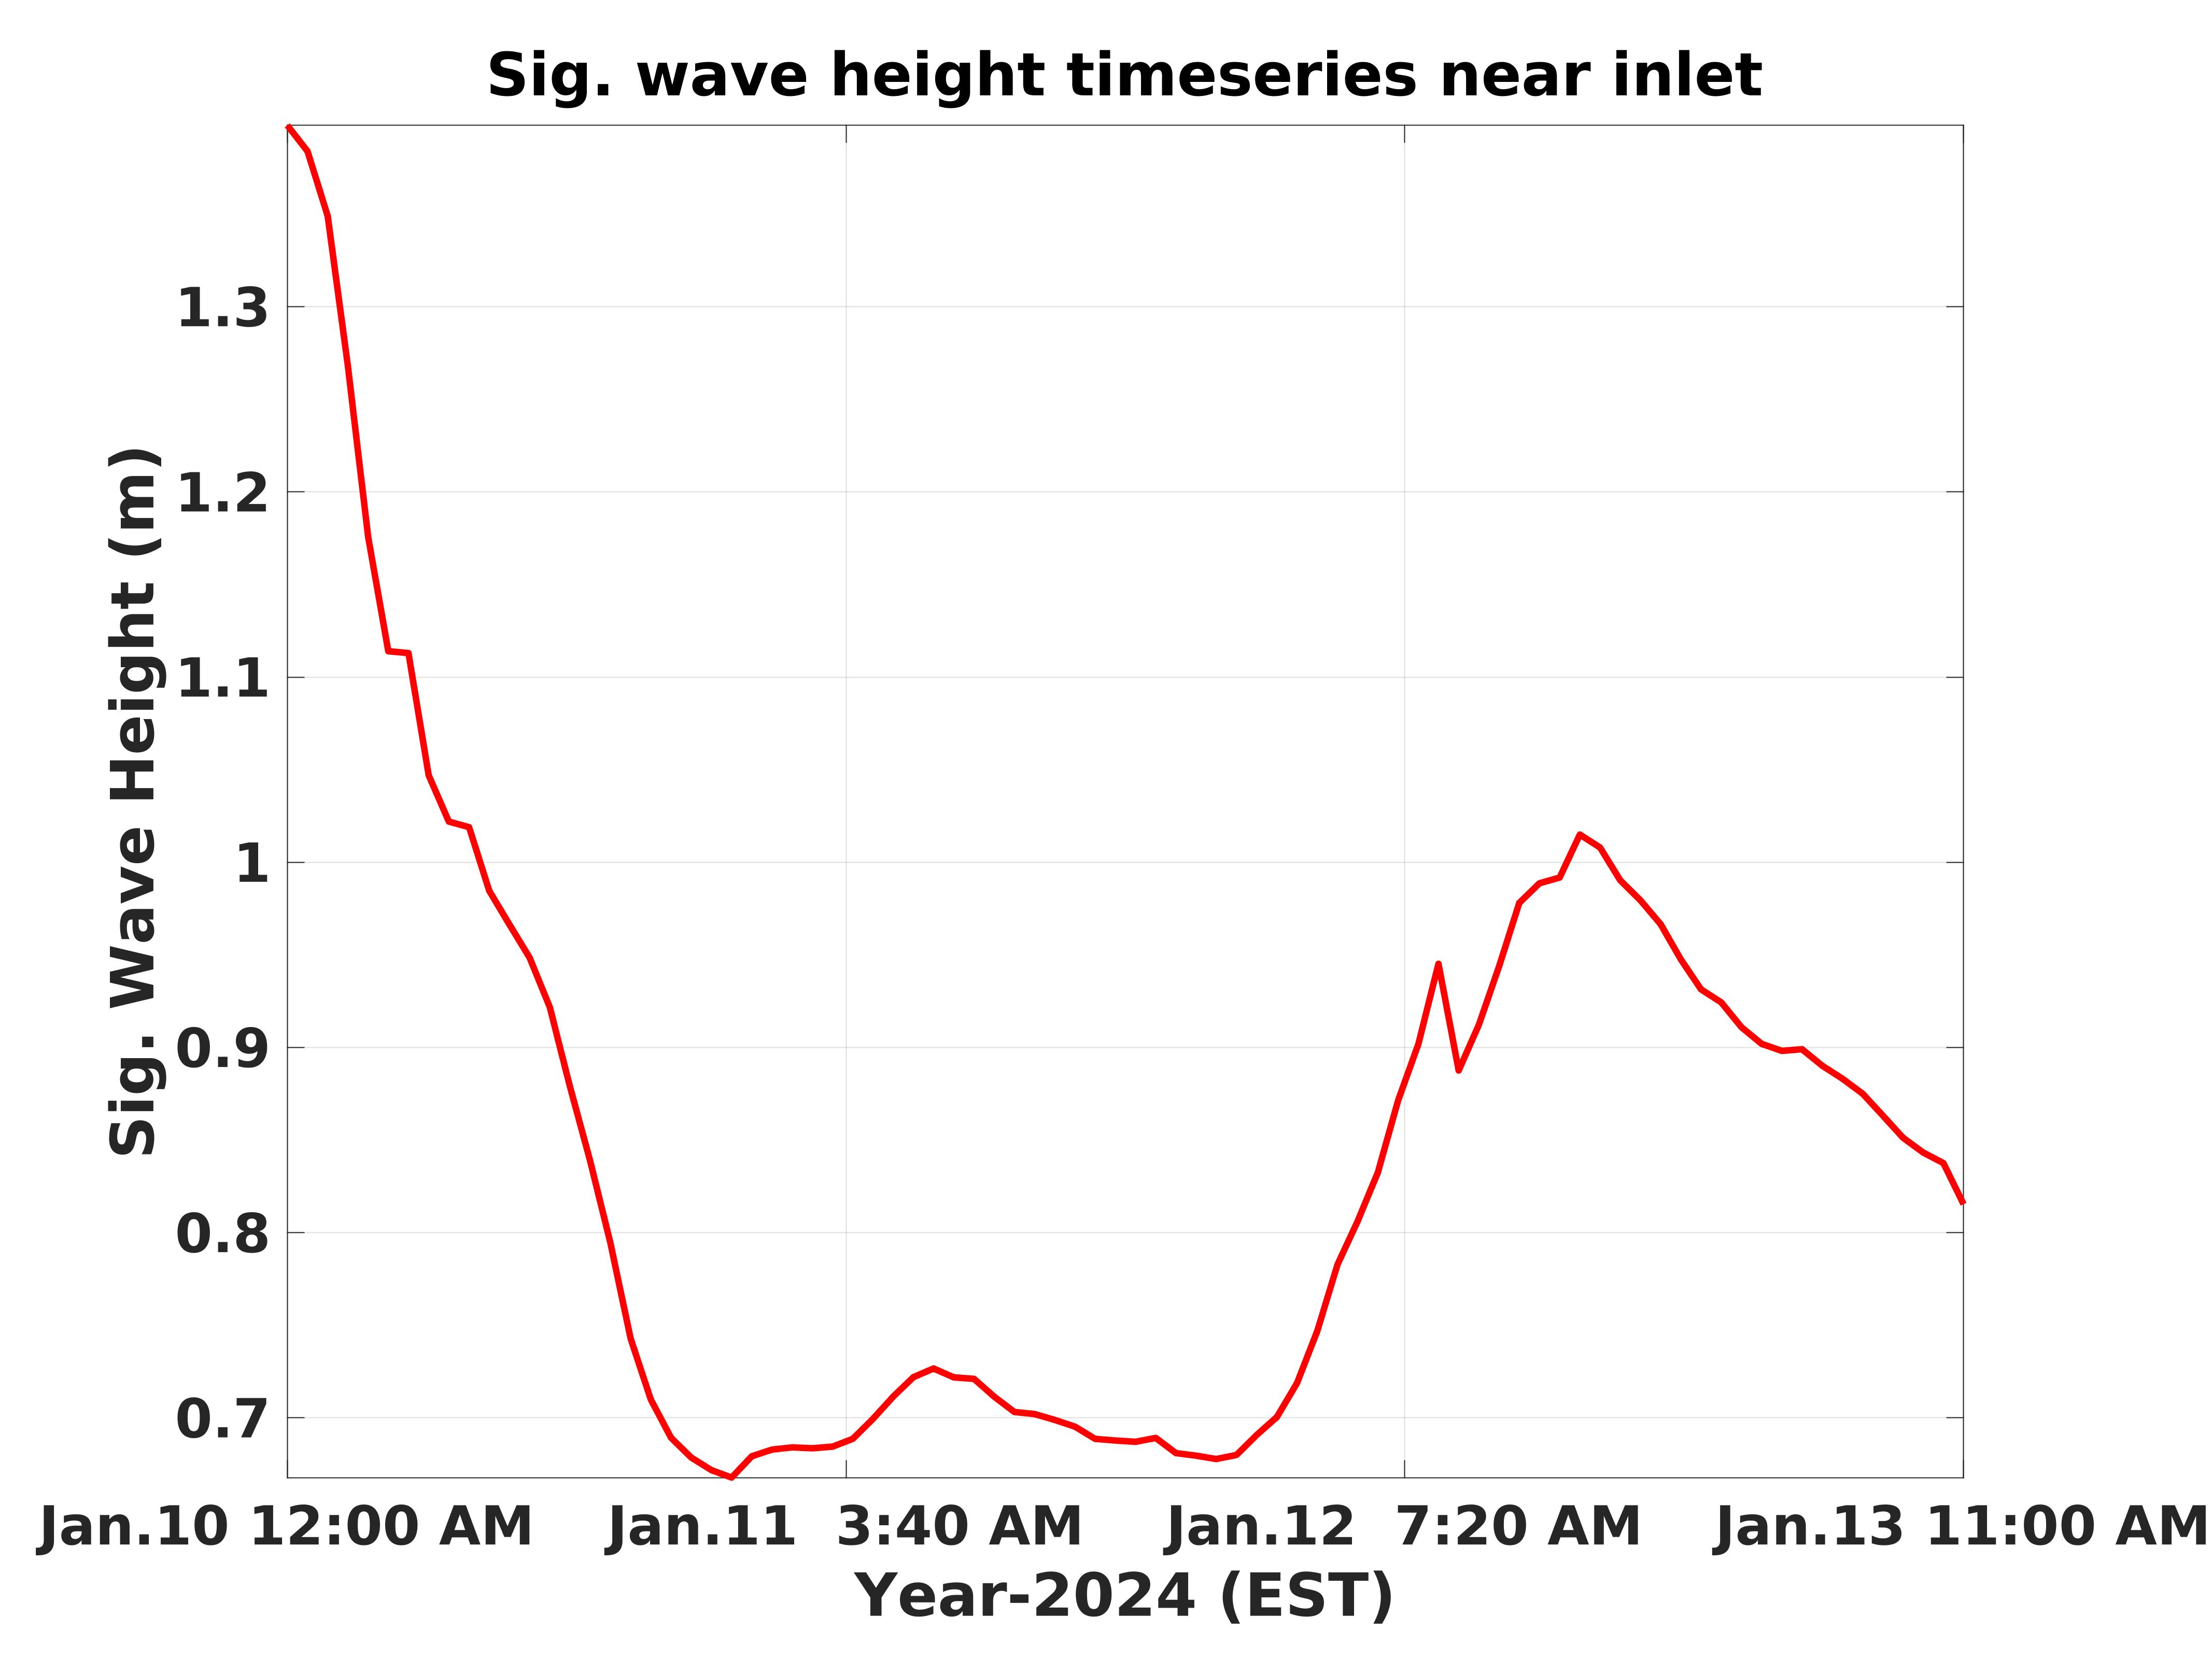 Sig. wave height timeseries near inlet
Sig. Wave Height (m)
1.3
1.2
1.1
1
0.9
0.8
0.7
Jan.10 12:00 AM Jan.11 3:40 AM Jan.12 7:20 AM Jan.13 11:00 AM
Year-2024 (EST)